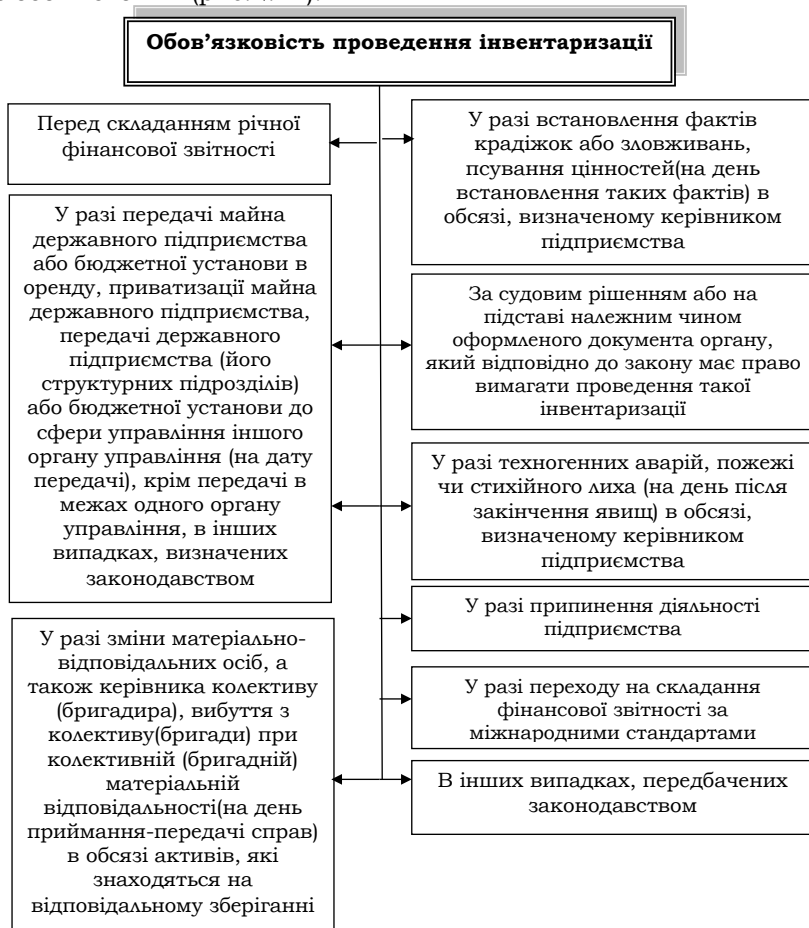 Обов’язковість проведення інвентаризації
Перед складанням річної
фінансової звітності
У разі передачі майна
державного підприємства
або бюджетної установи в
оренду, приватизації майна
державного підприємства,
передачі державного
підприємства (його
структурних підрозділів)
або бюджетної установи до
сфери управління іншого
органу управління (на дату
передачі), крім передачі в
межах одного органу
управління, в інших
випадках, визначених
законодавством
У разі зміни матеріально-
відповідальних осіб, а
також керівника колективу
(бригадира), вибуття з
колективу(бригади) при
колективній (бригадній)
матеріальній
відповідальності(на день
приймання-передачі справ)
в обсязі активів, які
знаходяться на
відповідальному зберіганні
У разі встановлення фактів
крадіжок або зловживань,
псування цінностей(на день
встановлення таких фактів) в
обсязі, визначеному керівником
підприємства
За судовим рішенням або на
підставі належним чином
оформленого документа органу,
який відповідно до закону має право
вимагати проведення такої
інвентаризації
У разі техногенних аварій, пожежі
чи стихійного лиха (на день після
закінчення явищ) в обсязі,
визначеному керівником
підприємства
У разі припинення діяльності
підприємства
У разі переходу на складання
фінансової звітності за
міжнародними стандартами
В інших випадках, передбачених
законодавством